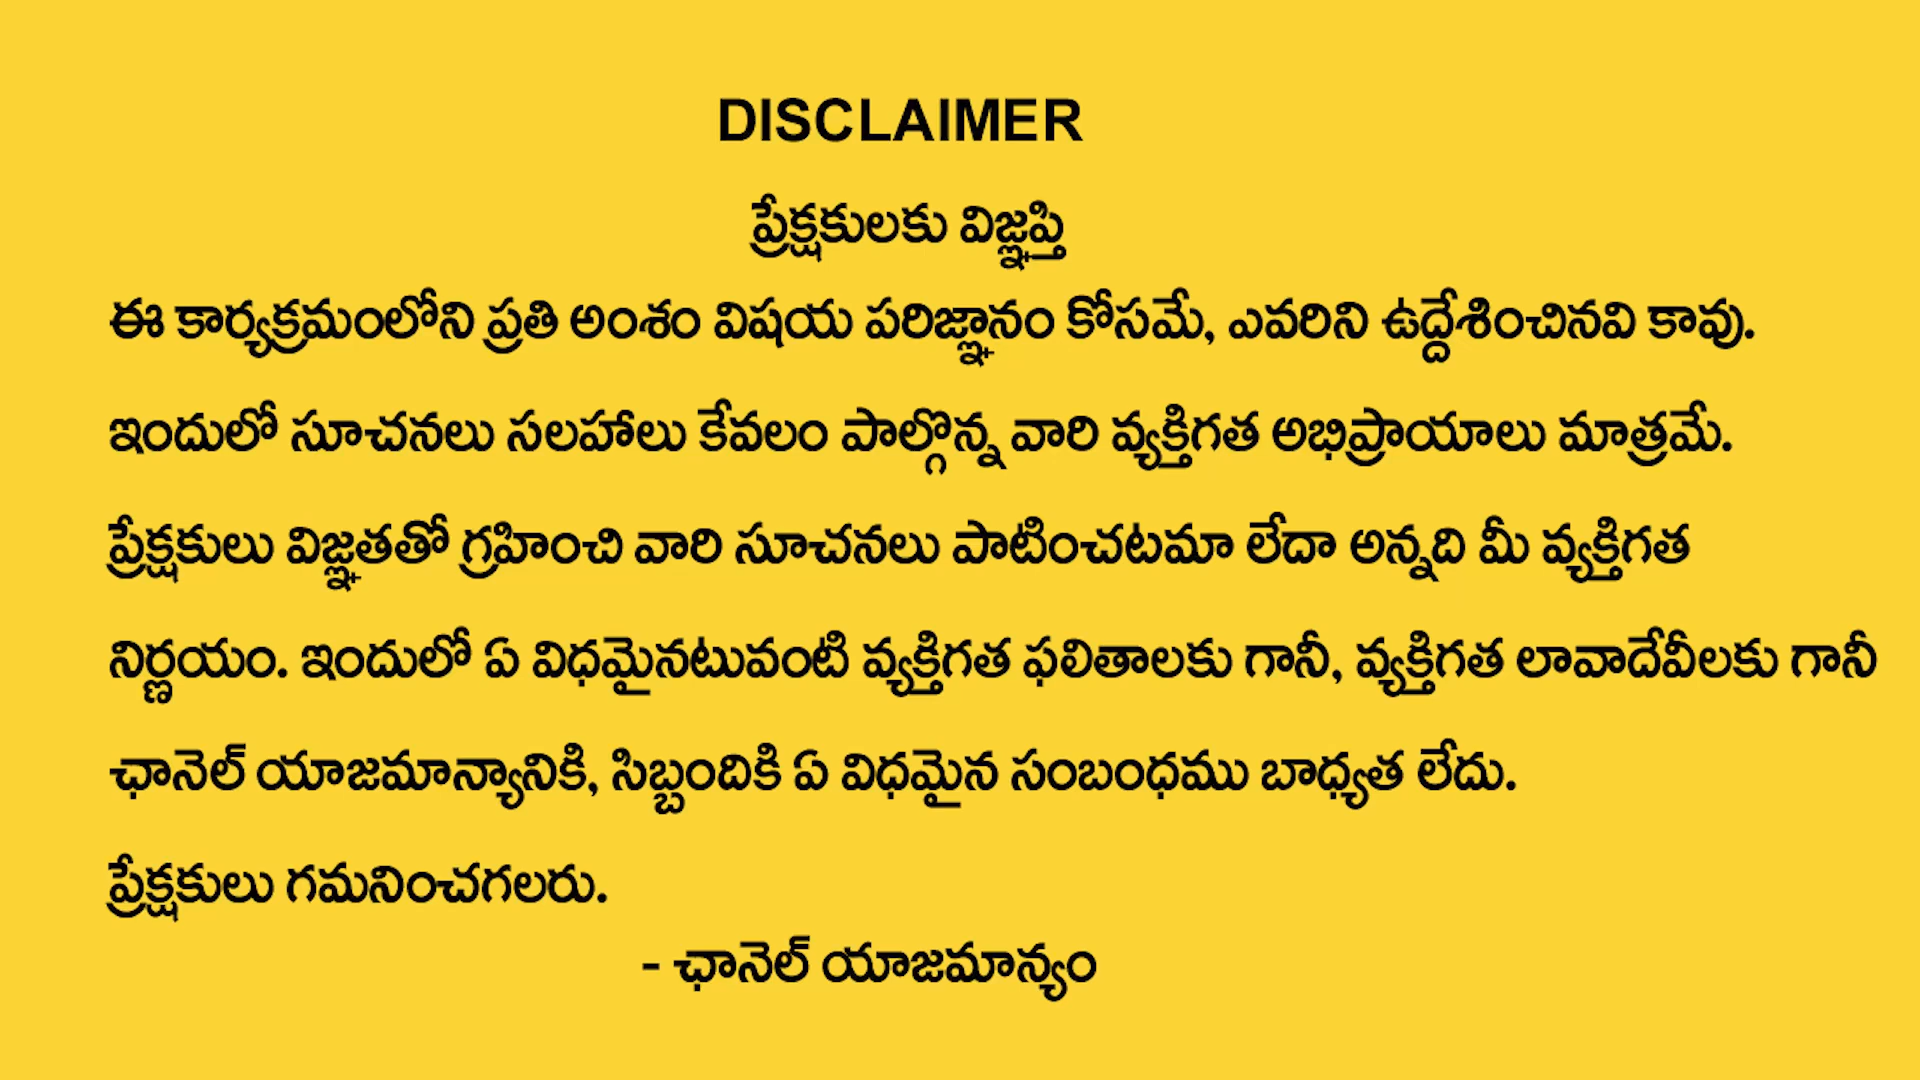 DISCLAIMER
ప్రేక్షకులకు విజ్ఞప్తి
ఈ కార్యక్రమంలోని ప్రతి అంశం విషయ పరిజ్ఞానం కోసమే, ఎవరిని ఉద్దేశించినవి కావు.
ఇందులో సూచనలు సలహాలు కేవలం పాల్గొన్న వారి వ్యక్తిగత అభిప్రాయాలు మాత్రమే.
ప్రేక్షకులు విజ్ఞతతో గ్రహించి వారి సూచనలు పాటించటమా లేదా అన్నది మీ వ్యక్తిగత
నిర్ణయం. ఇందులో ఏ విధమైనటువంటి వ్యక్తిగత ఫలితాలకు గానీ, వ్యక్తిగత లావాదేవీలకు గానీ
ఛానెల్ యాజమాన్యానికి, సిబ్బందికి ఏ విధమైన సంబంధము బాధ్యత లేదు.
ప్రేక్షకులు గమనించగలరు.
- ఛానెల్ యాజమాన్యం